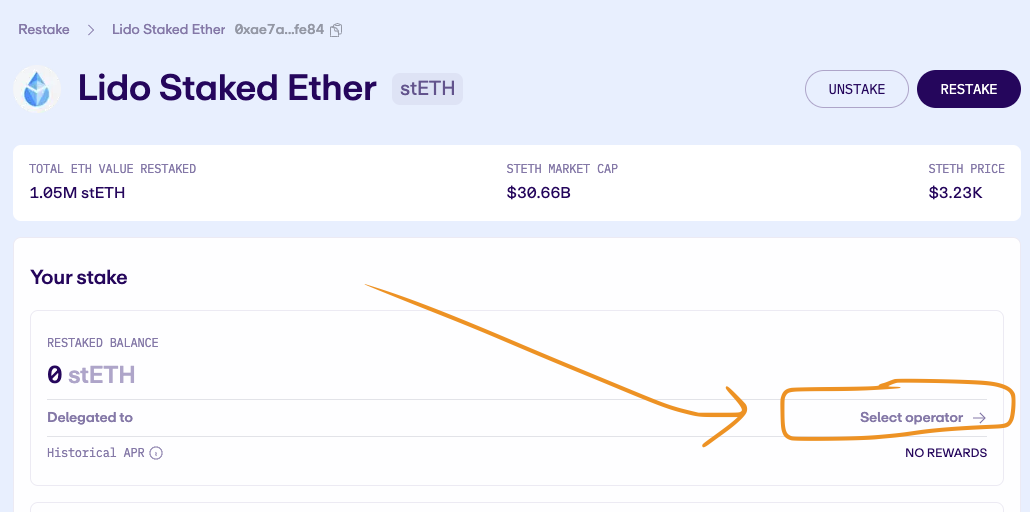 Restake > Lido Staked Ether 0xae7a...fe84
Lido Staked Ether stETH
UNSTAKE RESTAKE
TOTAL ETH VALUE RESTAKED STETH MARKET CAP STETH PRICE
1.05M stETH $30.66B $3.23K
Your stake
RESTAKED BALANCE
0 stETH
Delegated to Select operator →
Historical APR NO REWARDS